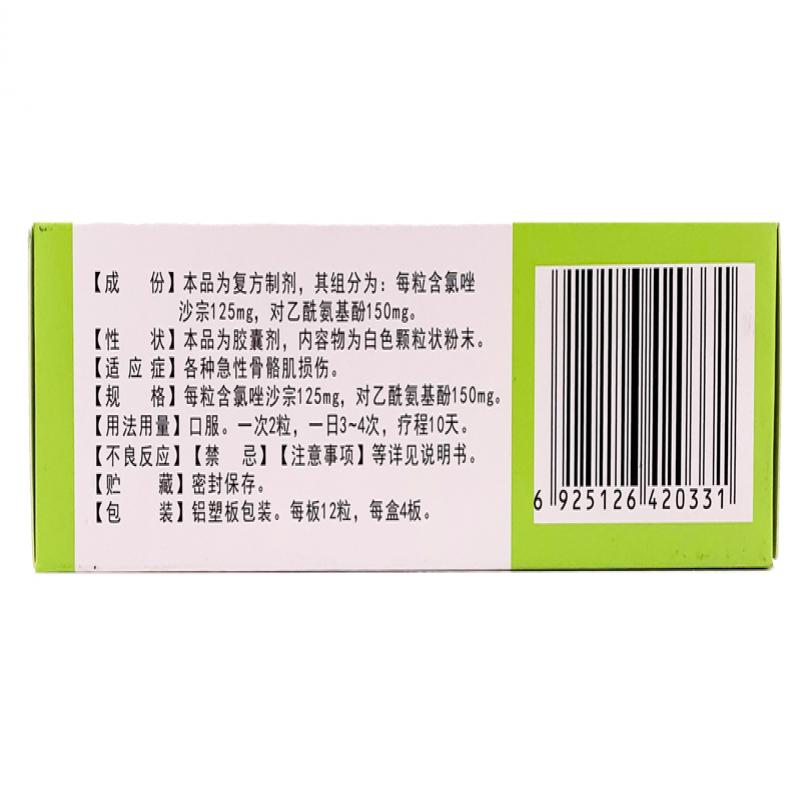 【成 份】本品为复方制剂，其组分为：每粒含氯唑
沙宗125mg，对乙酰氨基酚150mg。
【性 状】本品为胶囊剂，内容物为白色颗粒状粉末。
【适应症】各种急性骨骼肌损伤。
【规 格】每粒含氯唑沙宗125mg，对乙酰氨基酚150mg。
【用法用量】口服。一次2粒，一日3~4次，疗程10天。
【不良反应】【禁 忌】【注意事项】等详见说明书。
【贮 藏】密封保存。
【包 装】铝塑板包装。每板12粒，每盒4板。
6 925126 420331